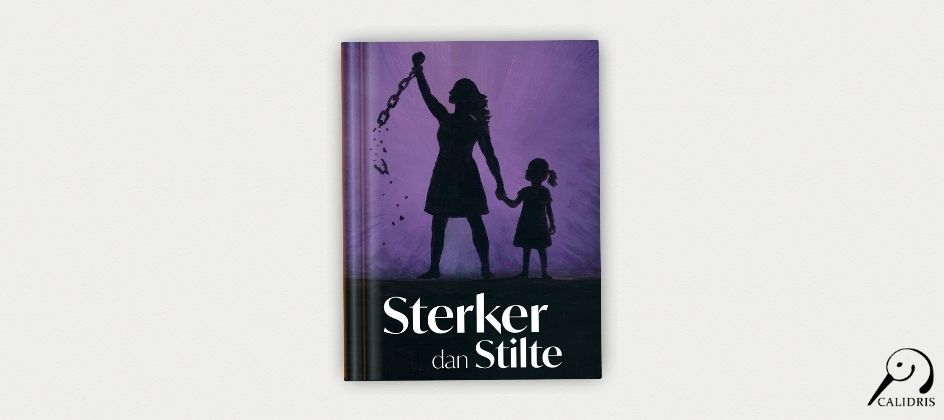 Sterker
dan Stilte
CALIDRIS